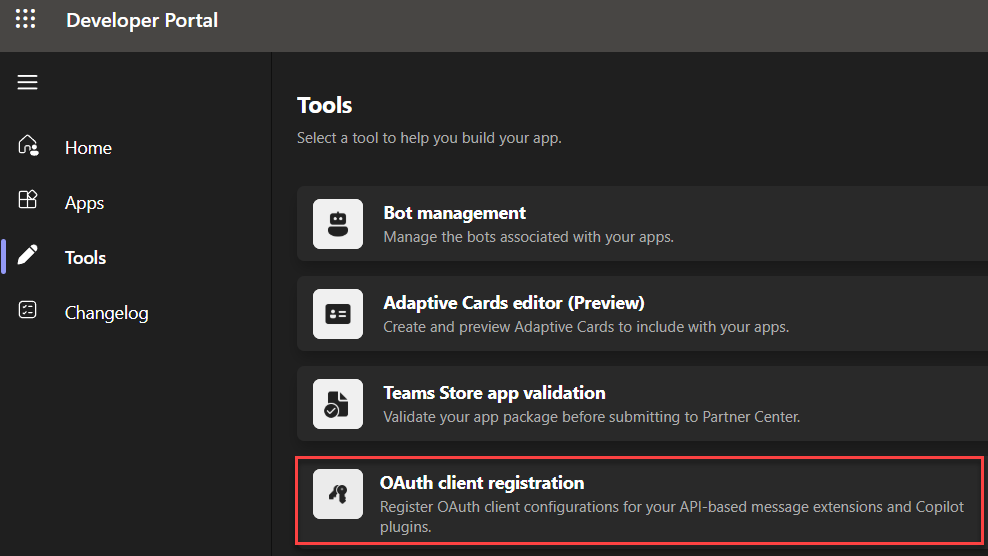 Developer Portal
Home
Apps
Tools
Changelog
Tools
Select a tool to help you build your app.
Bot management
Manage the bots associated with your apps.
Adaptive Cards editor (Preview)
Create and preview Adaptive Cards to include with your apps.
Teams Store app validation
Validate your app package before submitting to Partner Center.
OAuth client registration
Register OAuth client configurations for your API-based message extensions and Copilot
plugins.